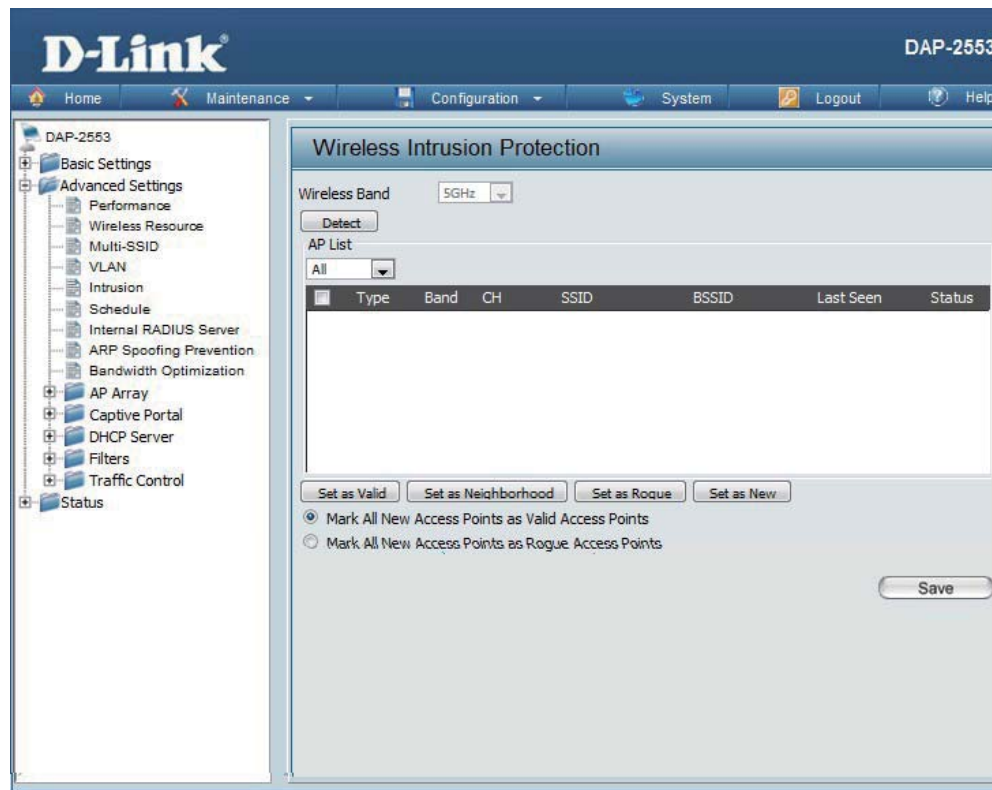 D-Link®
DAP-2553
Home Maintenance Configuration System Logout Help
DAP-2553
Basic Settings
Advanced Settings
Performance
Wireless Resource
Multi-SSID
VLAN
Intrusion
Schedule
Internal RADIUS Server
ARP Spoofing Prevention
Bandwidth Optimization
AP Array
Captive Portal
DHCP Server
Filters
Traffic Control
Status
Wireless Intrusion Protection
Wireless Band 5GHz
Detect
AP List
All
Type Band CH SSID BSSID Last Seen Status
Set as Valid Set as Neighborhood Set as Rogue Set as New
Mark All New Access Points as Valid Access Points
Mark All New Access Points as Rogue Access Points
Save